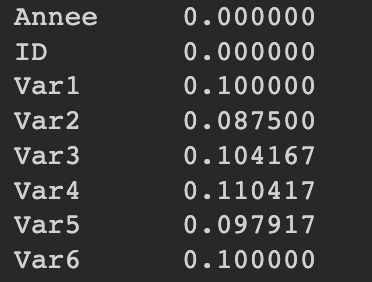 Annee 0.000000
ID 0.000000
Var1 0.100000
Var2 0.087500
Var3 0.104167
Var4 0.110417
Var5 0.097917
Var6 0.100000